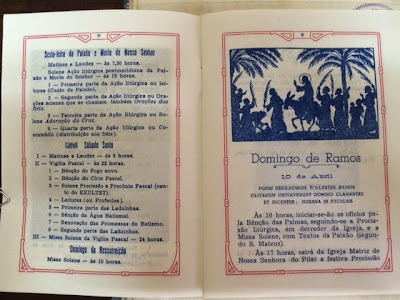 8
Sexta-feira da Paixão e Morte de Nosso Senhor
Matinas e Laudes — às 7,30 horas.
Solene Ação litúrgica postmeridiana da Paixão
e Morte do Senhor — às 15 horas.
1 — Primeira parte da Ação litúrgica ou leituras
(Canto da Paixão).
2 — Segunda parte da Ação litúrgica ou Orações
solenes que se chamam também Orações dos
fiéis.
3 — Terceira parte da Ação litúrgica ou Solene
Adoração da Cruz.
4 — Quarta parte da Ação litúrgica ou Comunhão
(distribuição aos fiéis).
Sábado Santo
I — Matinas e Laudes — às 8 horas.
II — Vigília Pascal — às 22 horas.
1 — Bênção do Fogo novo.
2 — Bênção do Círio Pascal.
3 — Solene Procissão e Precônio Pascal (canto
do EXULTET).
4 — Leituras (ou Profecias).
5 — Primeira parte das Ladainhas.
6 — Bênção da Água Batismal.
7 — Renovação das Promessas do Batismo.
8 — Segunda parte das Ladainhas.
III — Missa Solene da Vigília Pascal — 24 horas.
Domingo da Ressurreição
Missa Solene — às 10 horas.
Domingo de Ramos
10 de Abril
PUERI HEBRÆORUM TOLLENTES RAMOS
OLIVARUM OBVIAVERUNT DOMINO CLAMANTES
ET DICENTES: HOSANA IN EXCELSIS
Às 10 horas, iniciar-se-ão os ofícios pela
Bênção das Palmas, seguindo-se a Procissão
litúrgica, em derredor da Igreja, e a
Missa Solene, com Textos da Paixão (segundo
S. Mateus).
Às 17 horas, sairá da Igreja Matriz de
Nossa Senhora do Pilar a festiva Procissão